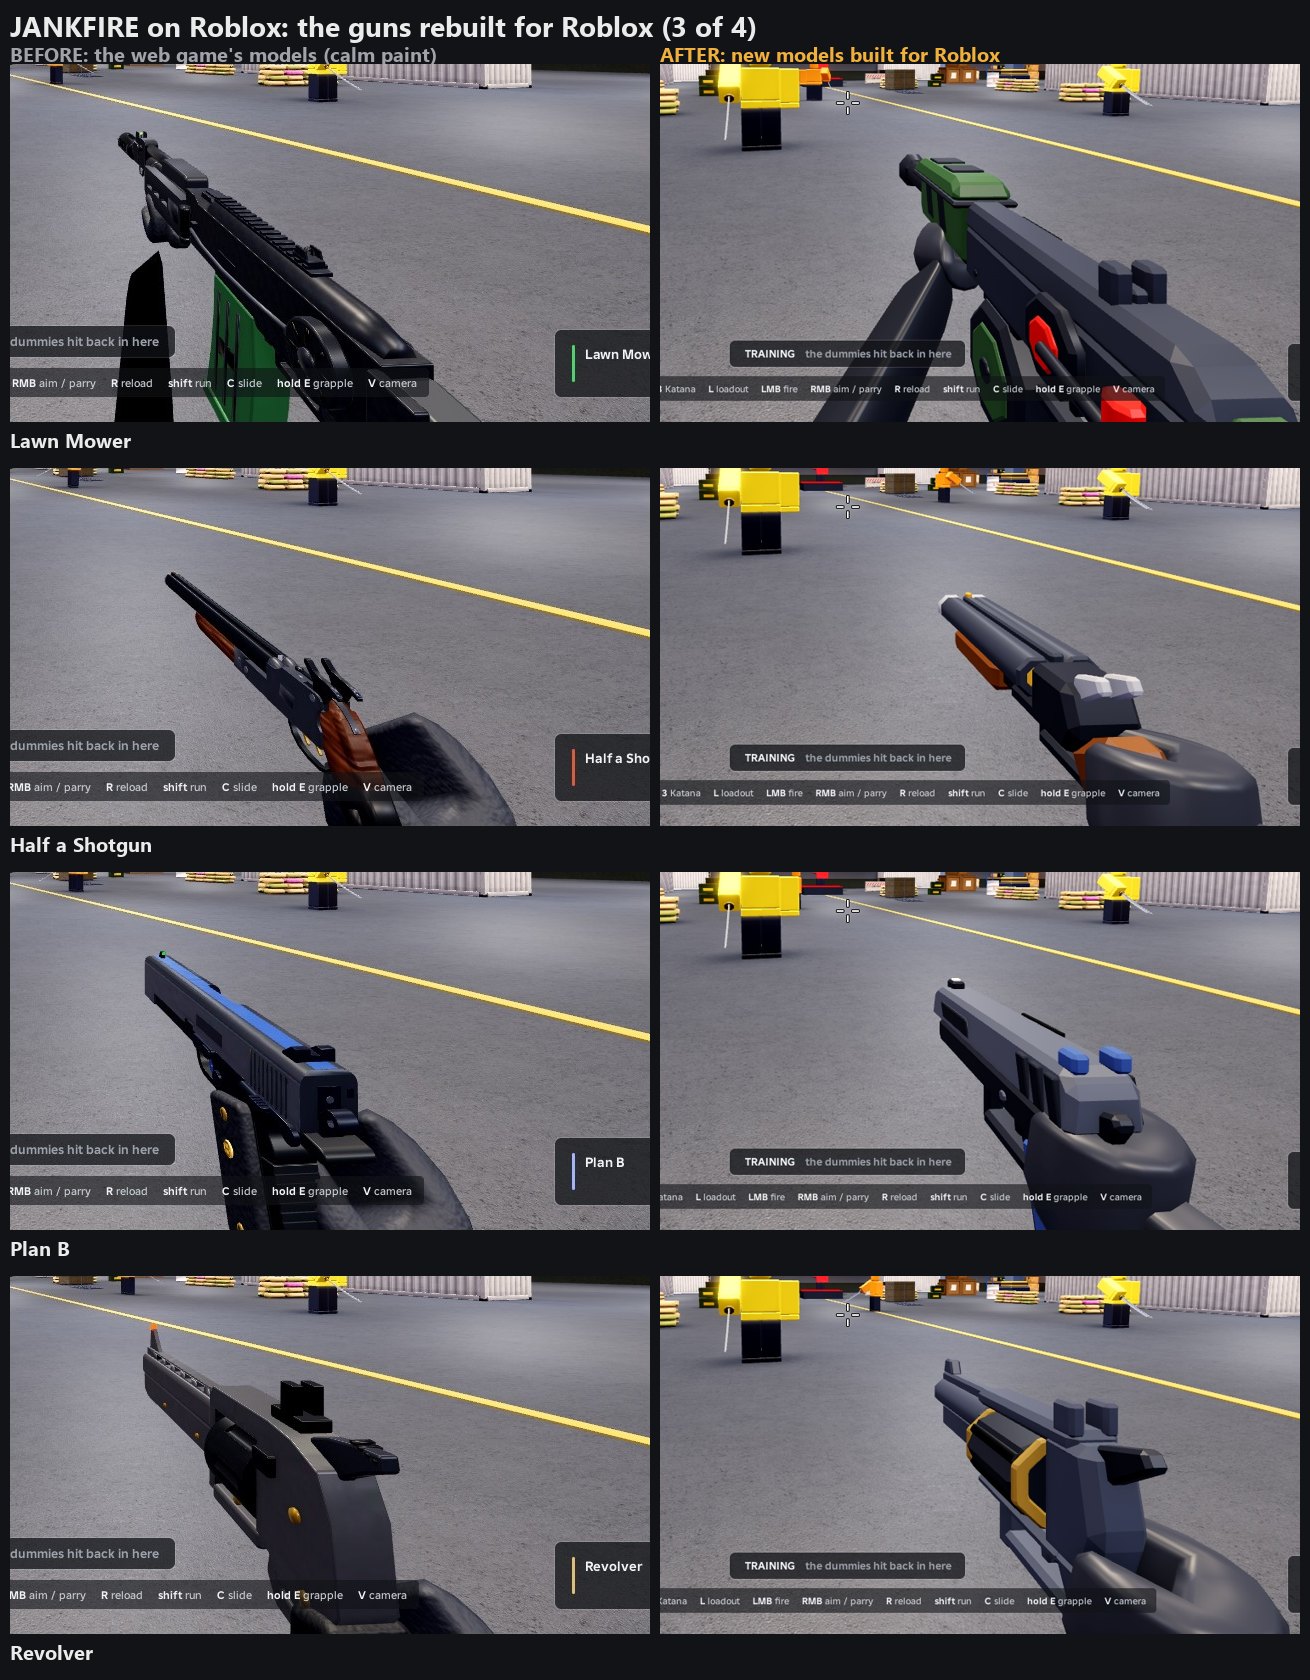 JANKFIRE on Roblox: the guns rebuilt for Roblox (3 of 4)
BEFORE: the web game's models (calm paint)
AFTER: new models built for Roblox
dummies hit back in here
Lawn Mow
RMB aim / parry R reload shift run C slide hold E grapple V camera
TRAINING the dummies hit back in here
Katana L loadout LMB fire RMB aim / parry R reload shift run C slide hold E grapple V camera
Lawn Mower
dummies hit back in here
Half a Sho
RMB aim / parry R reload shift run C slide hold E grapple V camera
TRAINING the dummies hit back in here
3 Katana L loadout LMB fire RMB aim / parry R reload shift run C slide hold E grapple V camera
Half a Shotgun
dummies hit back in here
Plan B
RMB aim / parry R reload shift run C slide hold E grapple V camera
TRAINING the dummies hit back in here
atana L loadout LMB fire RMB aim / parry R reload shift run C slide hold E grapple V camera
Plan B
dummies hit back in here
Revolver
MB aim / parry R reload shift run C slide hold E grapple V camera
TRAINING the dummies hit back in here
Katana L loadout LMB fire RMB aim / parry R reload shift run C slide hold E grapple V camera
Revolver